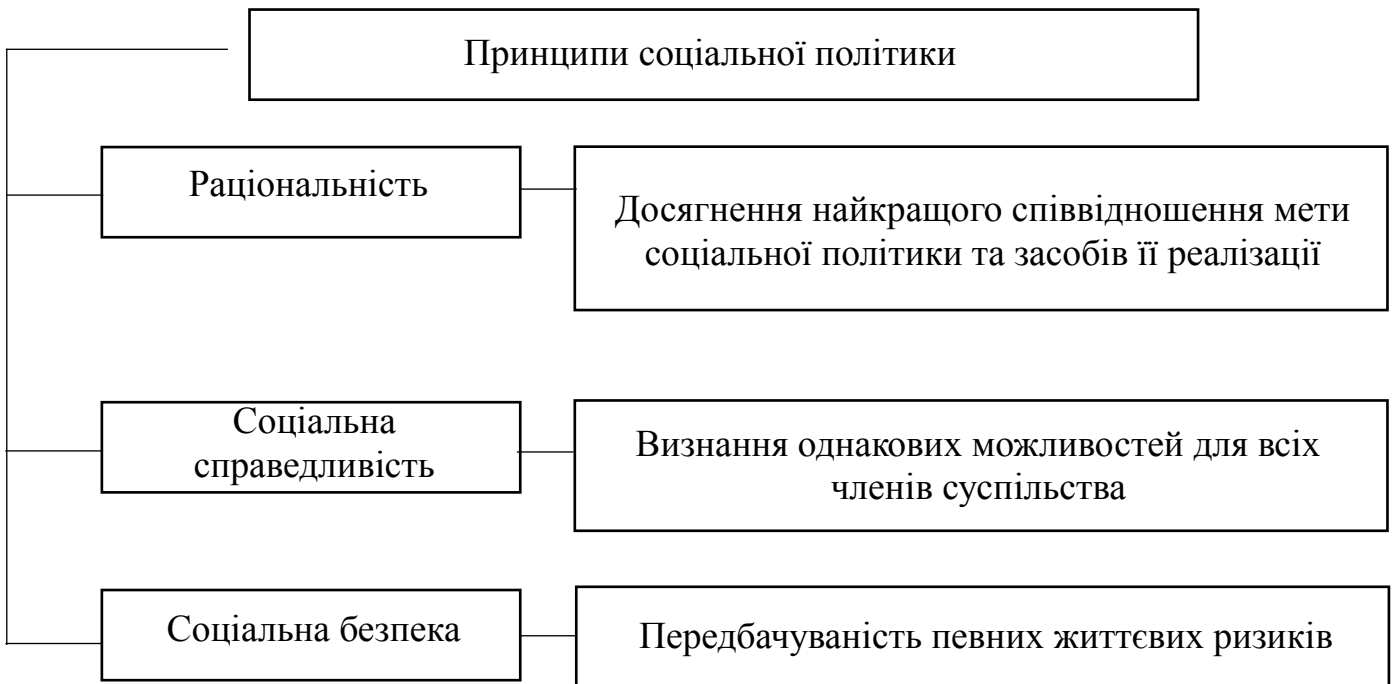 Принципи соціальної політики
Раціональність
Досягнення найкращого співвідношення мети
соціальної політики та засобів її реалізації
Соціальна
справедливість
Визнання однакових можливостей для всіх
членів суспільства
Соціальна безпека
Передбачуваність певних життєвих ризиків